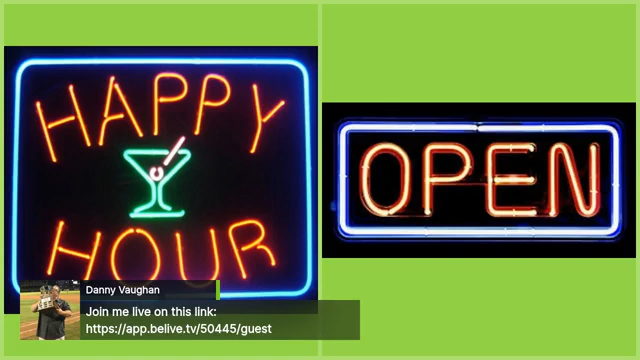 HAPPY
HOUR
OPEN
Danny Vaughan
Join me live on this link:
https://app.belive.tv/50445/guest